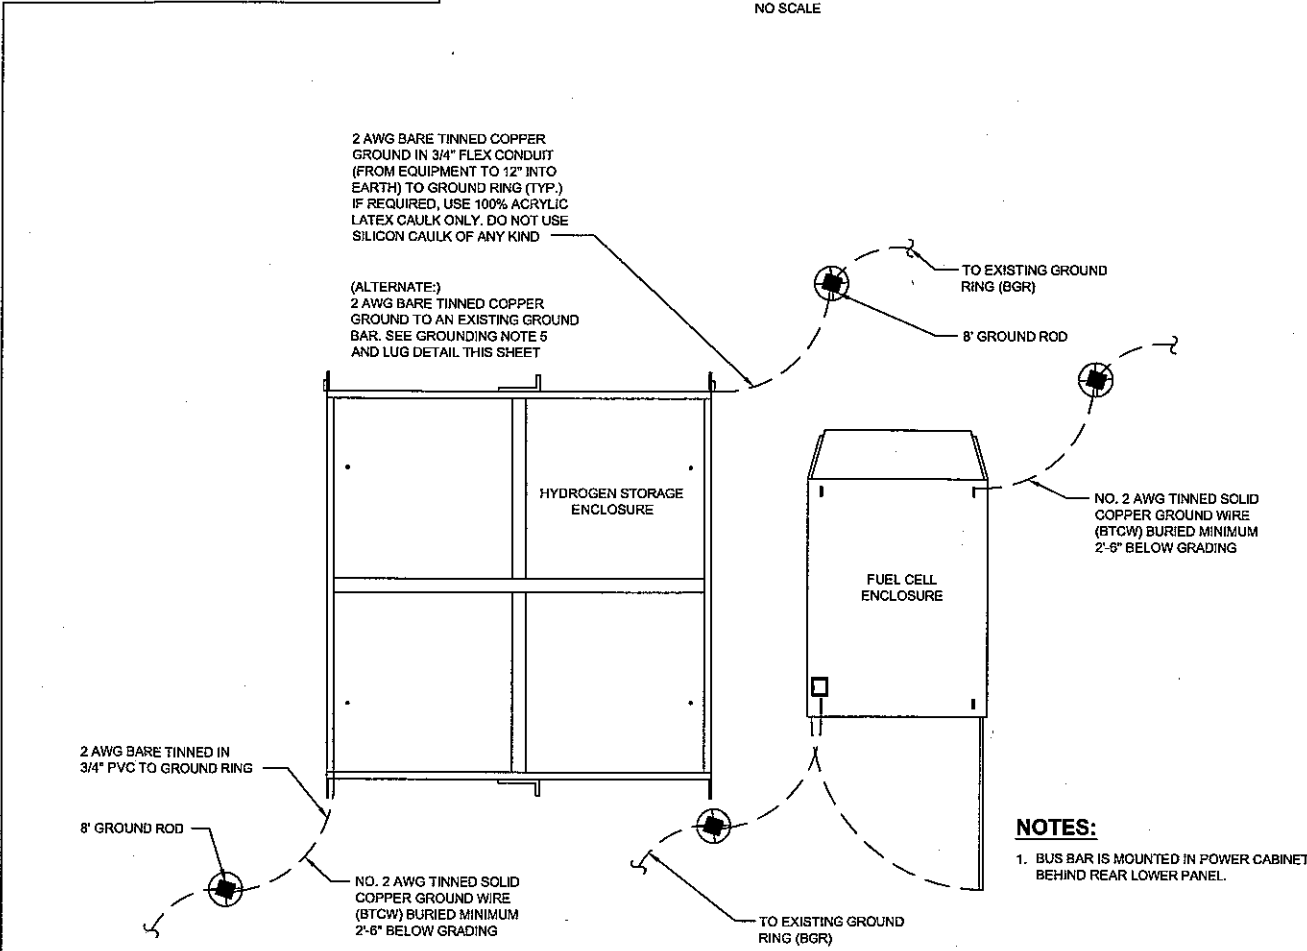 NO SCALE
2 AWG BARE TINNED COPPER
GROUND IN 3/4" FLEX CONDUIT
(FROM EQUIPMENT TO 12" INTO
EARTH) TO GROUND RING (TYP.)
IF REQUIRED, USE 100% ACRYLIC
LATEX CAULK ONLY. DO NOT USE
SILICON CAULK OF ANY KIND
(ALTERNATE:)
2 AWG BARE TINNED COPPER
GROUND TO AN EXISTING GROUND
BAR. SEE GROUNDING NOTE 5
AND LUG DETAIL THIS SHEET
TO EXISTING GROUND
RING (BGR)
8' GROUND ROD
HYDROGEN STORAGE
ENCLOSURE
NO. 2 AWG TINNED SOLID
COPPER GROUND WIRE
(BTCW) BURIED MINIMUM
2'-6" BELOW GRADING
FUEL CELL
ENCLOSURE
2 AWG BARE TINNED IN
3/4" PVC TO GROUND RING
8' GROUND ROD
NO. 2 AWG TINNED SOLID
COPPER GROUND WIRE
(BTCW) BURIED MINIMUM
2'-6" BELOW GRADING
TO EXISTING GROUND
RING (BGR)
NOTES:
1. BUS BAR IS MOUNTED IN POWER CABINET
BEHIND REAR LOWER PANEL.